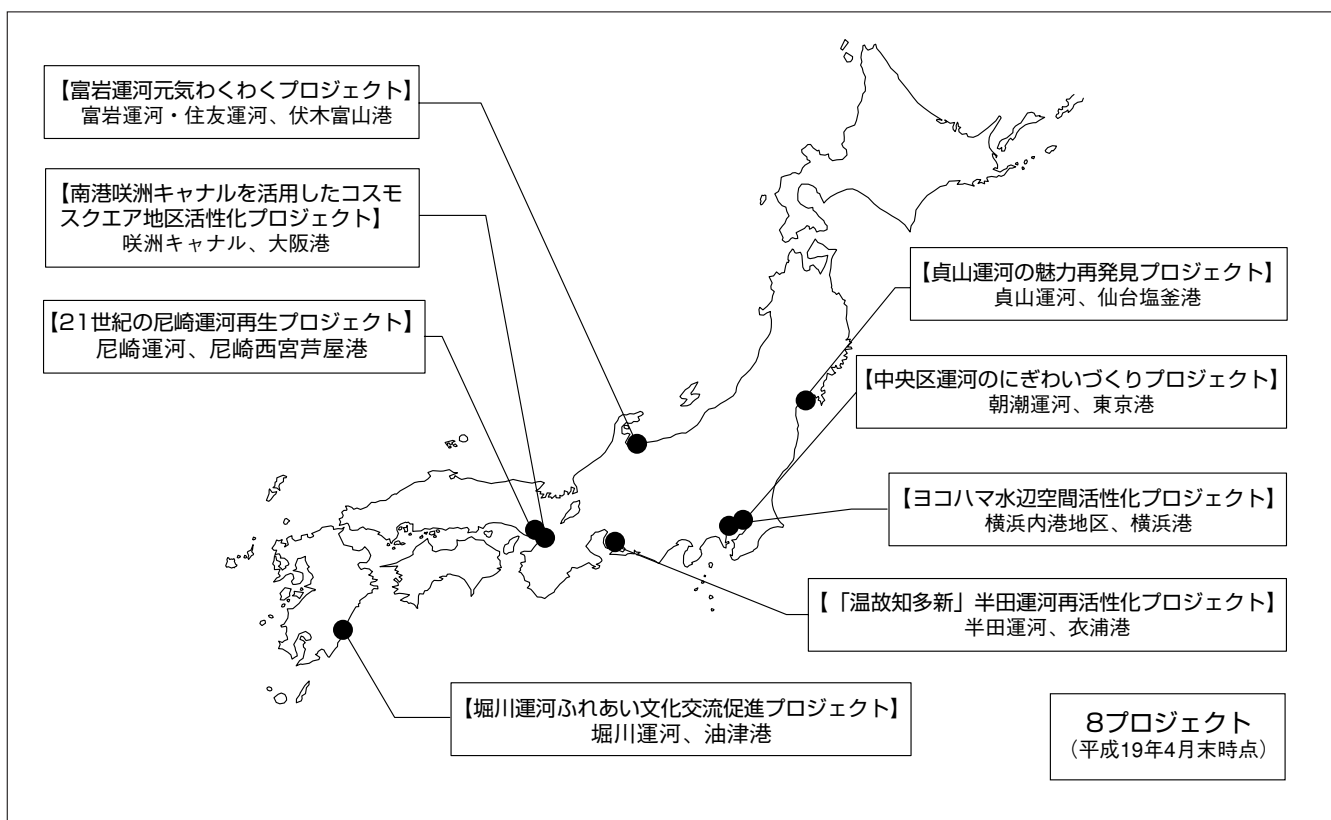 【富岩運河元気わくわくプロジェクト】
富岩運河・住友運河、伏木富山港
【南港咲洲キャナルを活用したコスモ
スクエア地区活性化プロジェクト】
咲洲キャナル、大阪港
【21世紀の尼崎運河再生プロジェクト】
尼崎運河、尼崎西宮芦屋港
【貞山運河の魅力再発見プロジェクト】
貞山運河、仙台塩釜港
【中央区運河のにぎわいづくりプロジェクト】
朝潮運河、東京港
【ヨコハマ水辺空間活性化プロジェクト】
横浜内港地区、横浜港
【「温故知多新」半田運河再活性化プロジェクト】
半田運河、衣浦港
【堀川運河ふれあい文化交流促進プロジェクト】
堀川運河、油津港
8プロジェクト
（平成19年4月末時点）